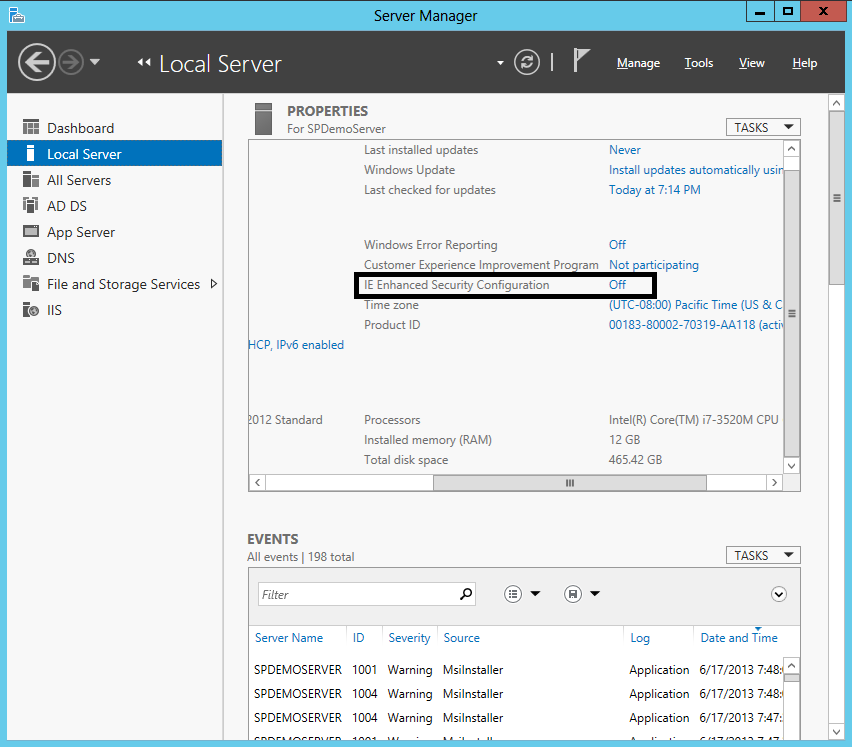 Server Manager
Local Server
Manage Tools View Help
Dashboard
Local Server
All Servers
AD DS
App Server
DNS
File and Storage Services
IIS
PROPERTIES
For SPDemoServer
TASKS
Last installed updates Never
Windows Update Install updates automatically usin
Last checked for updates Today at 7:14 PM
Windows Error Reporting Off
Customer Experience Improvement Program Not participating
IE Enhanced Security Configuration Off
Time zone (UTC-08:00) Pacific Time (US & C
Product ID 00183-80002-70319-AA118 (activ
HCP, IPv6 enabled
2012 Standard Processors Intel(R) Core(TM) i7-3520M CPU
Installed memory (RAM) 12 GB
Total disk space 465.42 GB
EVENTS
All events | 198 total
TASKS
Filter
Server Name ID Severity Source Log Date and Time
SPDEMOSERVER 1001 Warning MsiInstaller Application 6/17/2013 7:48:
SPDEMOSERVER 1004 Warning MsiInstaller Application 6/17/2013 7:48:
SPDEMOSERVER 1004 Warning MsiInstaller Application 6/17/2013 7:47: